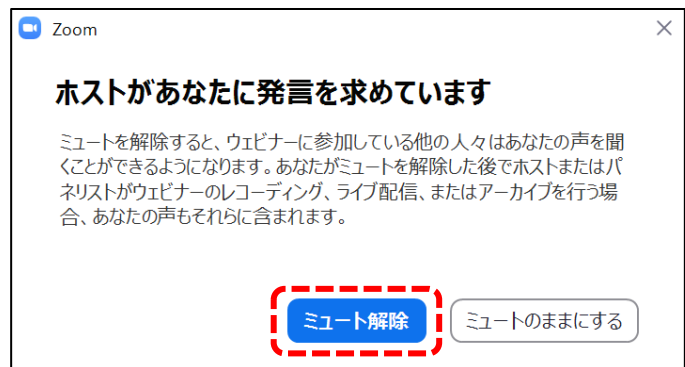 Zoom
ホストがあなたに発言を求めています
ミュートを解除すると、ウェビナーに参加している他の人々はあなたの声を聞
くことができるようになります。あなたがミュートを解除した後でホストまたはパ
ネリストがウェビナーのレコーディング、ライブ配信、またはアーカイブを行う場
合、あなたの声もそれらに含まれます。
ミュート解除
ミュートのままにする